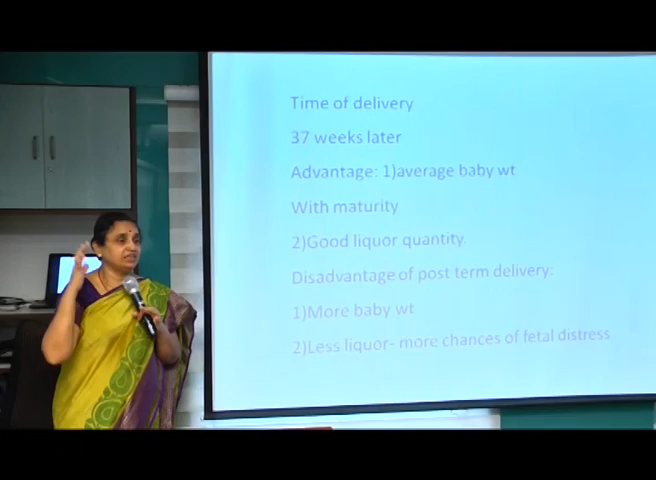 Time of delivery
37 weeks later
Advantage: 1)average baby wt
With maturity
2)Good liquor quantity.
Disadvantage of post term delivery:
1)More baby wt
2)Less liquor- more chances of fetal distress